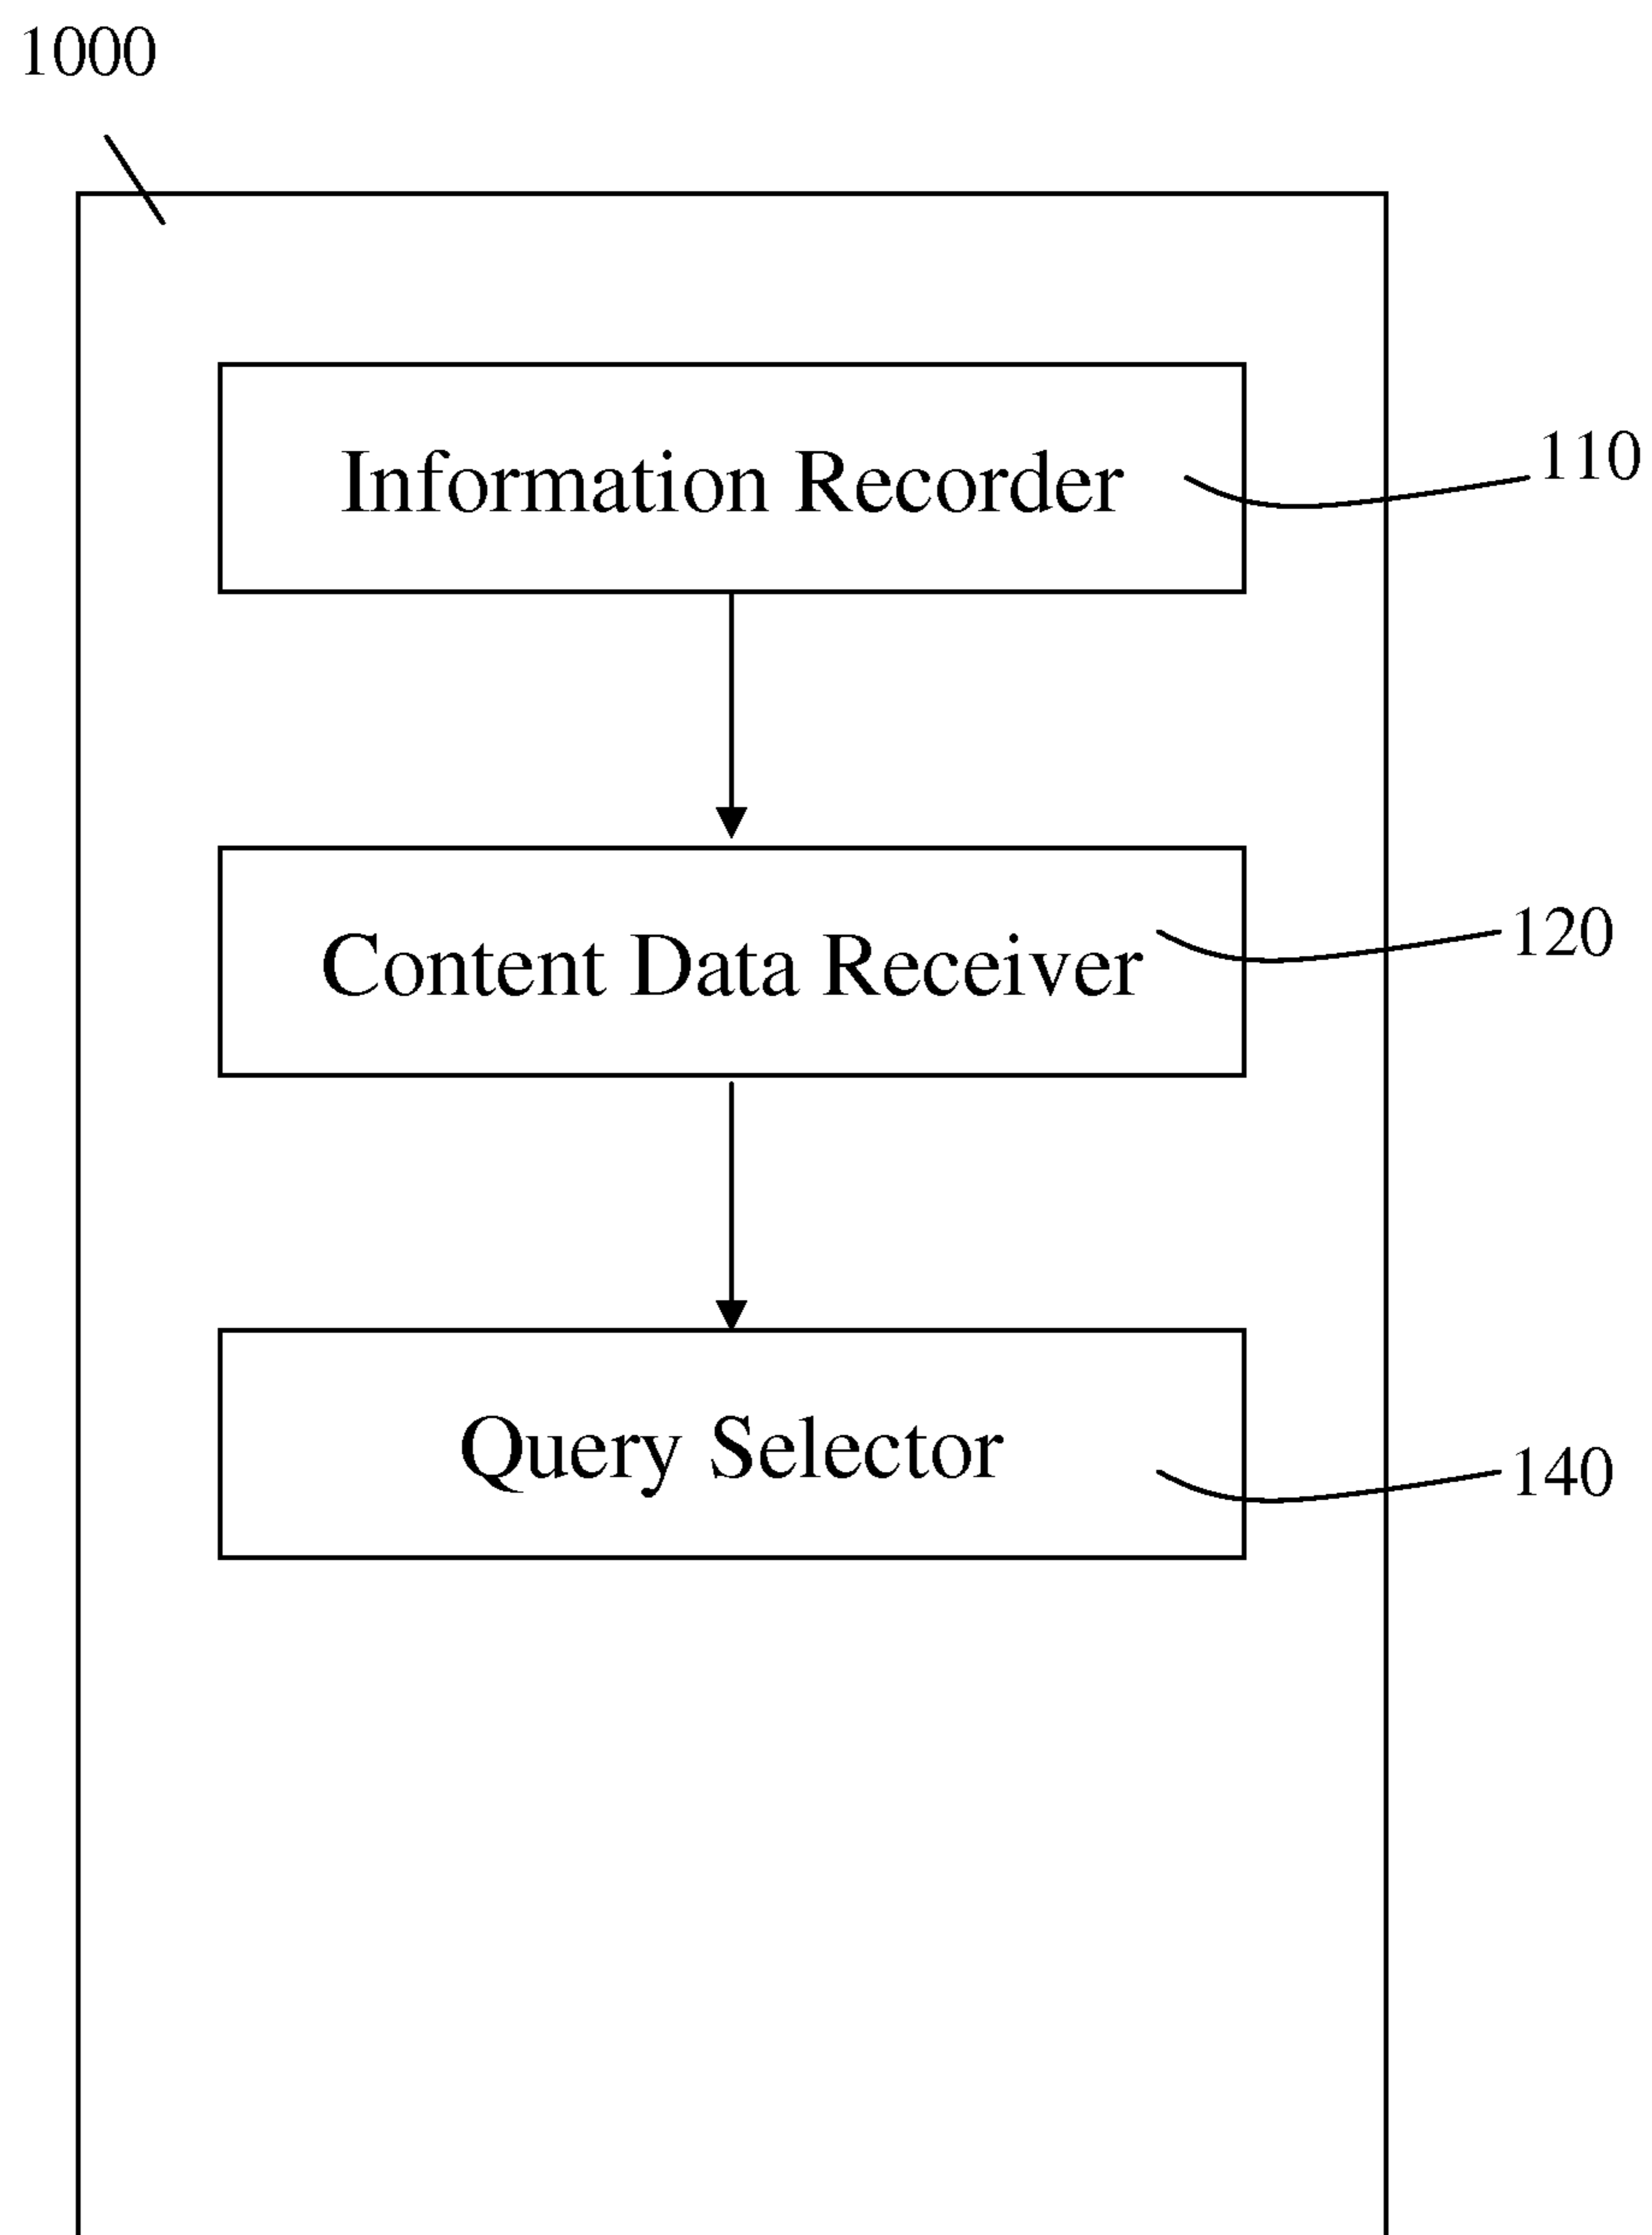 1000
Information Recorder
110
Content Data Receiver
120
Query Selector
140